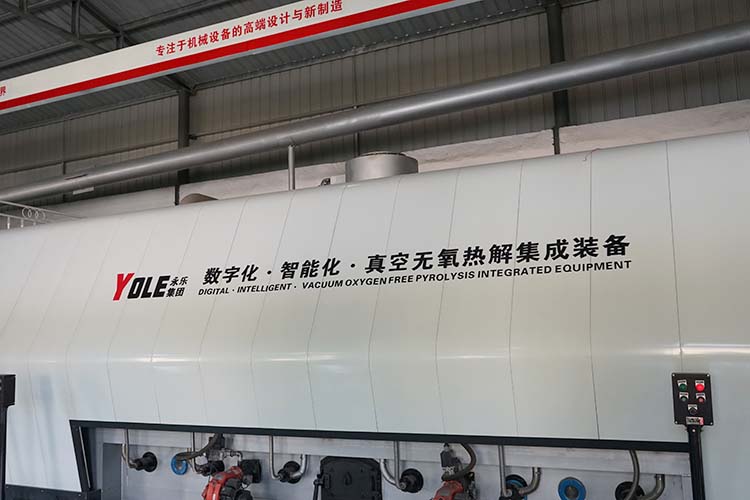 专注于机械设备的高端设计与新制造
界
YOLE 永乐集团
数字化·智能化·真空无氧热解集成装备
DIGITAL · INTELLIGENT · VACUUM OXYGEN FREE PYROLYSIS INTEGRATED EQUIPMENT